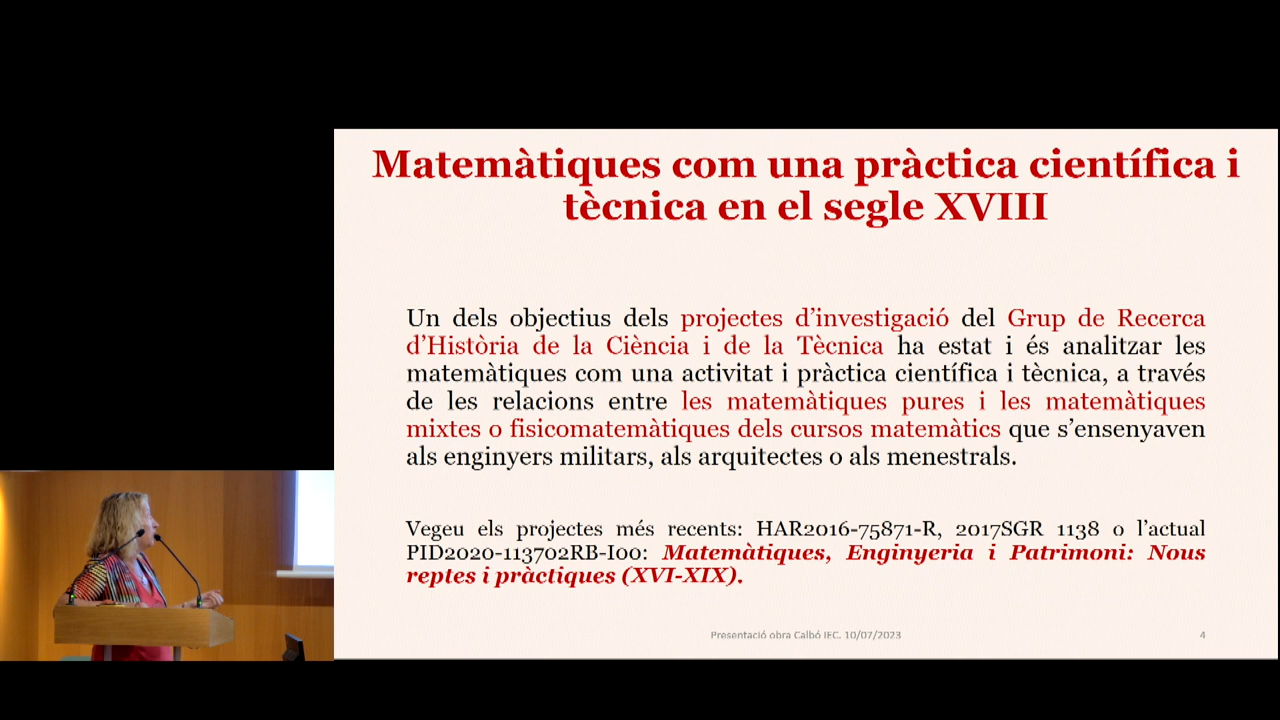 Matemàtiques com una pràctica científica i
tècnica en el segle XVIII
Un dels objectius dels projectes d’investigació del Grup de Recerca
d’Història de la Ciència i de la Tècnica ha estat i és analitzar les
matemàtiques com una activitat i pràctica científica i tècnica, a través
de les relacions entre les matemàtiques pures i les matemàtiques
mixtes o fisicomatemàtiques dels cursos matemàtics que s’ensenyaven
als enginyers militars, als arquitectes o als menestrals.
Vegeu els projectes més recents: HAR2016-75871-R, 2017SGR 1138 o l’actual
PID2020-113702RB-I00: Matemàtiques, Enginyeria i Patrimoni: Nous
reptes i pràctiques (XVI-XIX).
Presentació obra Calbó IEC. 10/07/2023
4